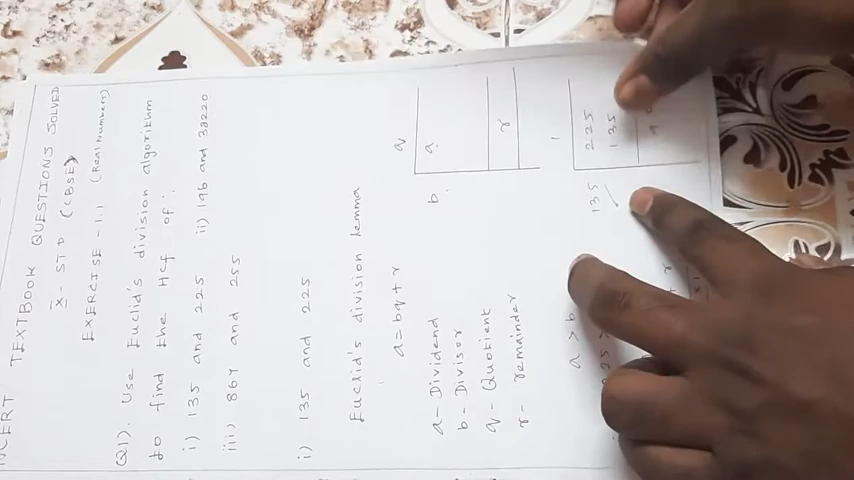 NCERT TEXTBOOK QUESTIONS SOLVED
X - STD (CBSE)
EXERCISE - 1.1 (Real Numbers)
Q1). Use Euclid's division algorithm
to find the HCF of :
i) 135 and 225 ii) 196 and 38220
iii) 867 and 255
i) 135 and 225
Euclid's division lemma
a = bq + r
a - Dividend
b - Divisor
q - Quotient
r - remainder
q
b a
r
a > b
1
135 225
135